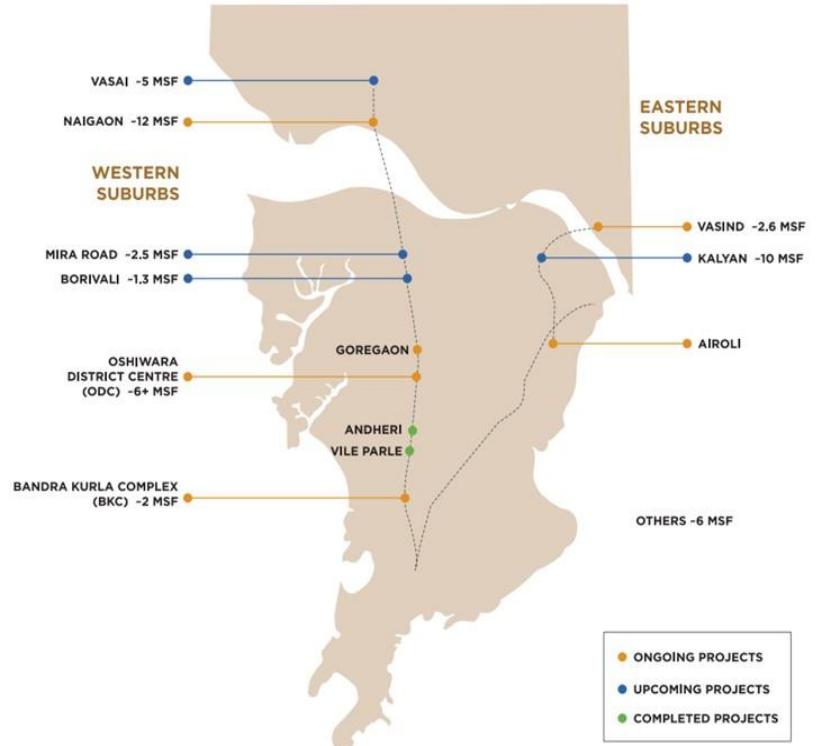 VASAI ~5 MSF
NAIGAON ~12 MSF
EASTERN
SUBURBS
WESTERN
SUBURBS
VASIND ~2.6 MSF
MIRA ROAD ~2.5 MSF
KALYAN ~10 MSF
BORIVALI ~1.3 MSF
GOREGAON
AIROLI
OSHIWARA
DISTRICT CENTRE
(ODC) ~6+ MSF
ANDHERI
VILE PARLE
BANDRA KURLA COMPLEX
(BKC) ~2 MSF
OTHERS ~6 MSF
ONGOING PROJECTS
UPCOMING PROJECTS
COMPLETED PROJECTS